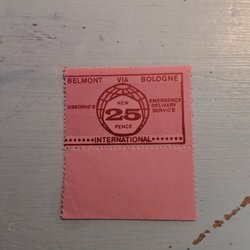 BELMONT VIA BOLOGNE
OSBORNE'S
EMERGENCY
DELIVERY
SERVICE
NEW
25
PENCE
INTERNATIONAL